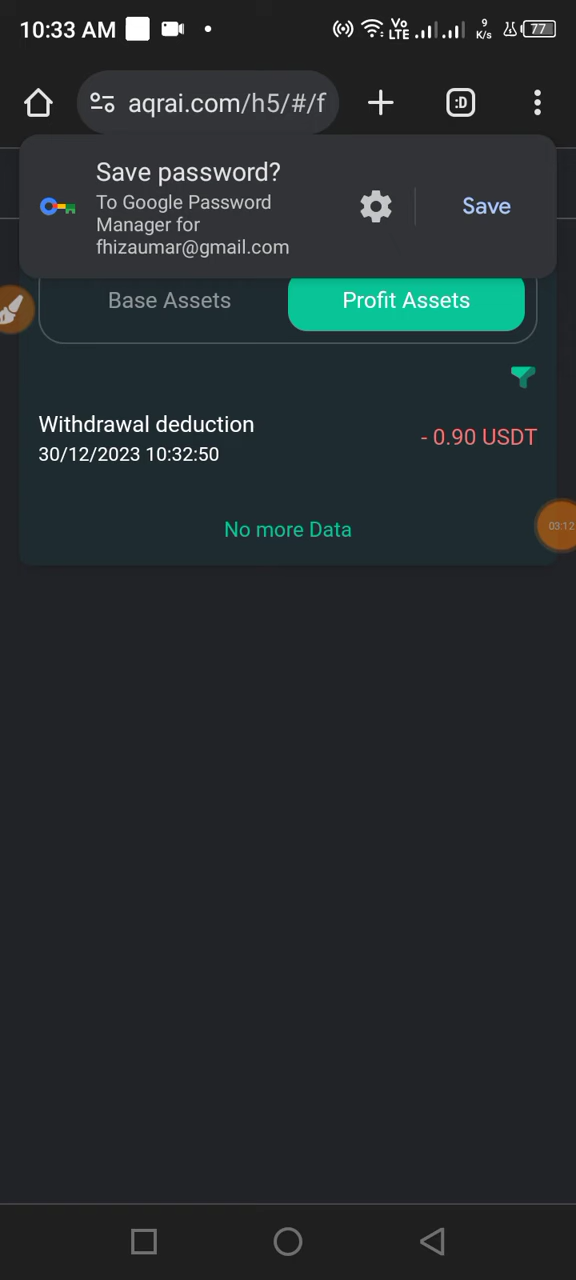 10:33 AM
Vo LTE
9 K/s
77
aqrai.com/h5/#/f
:D
Save password?
To Google Password
Manager for
fhizaumar@gmail.com
Save
Base Assets
Profit Assets
Withdrawal deduction
- 0.90 USDT
30/12/2023 10:32:50
03:12
No more Data